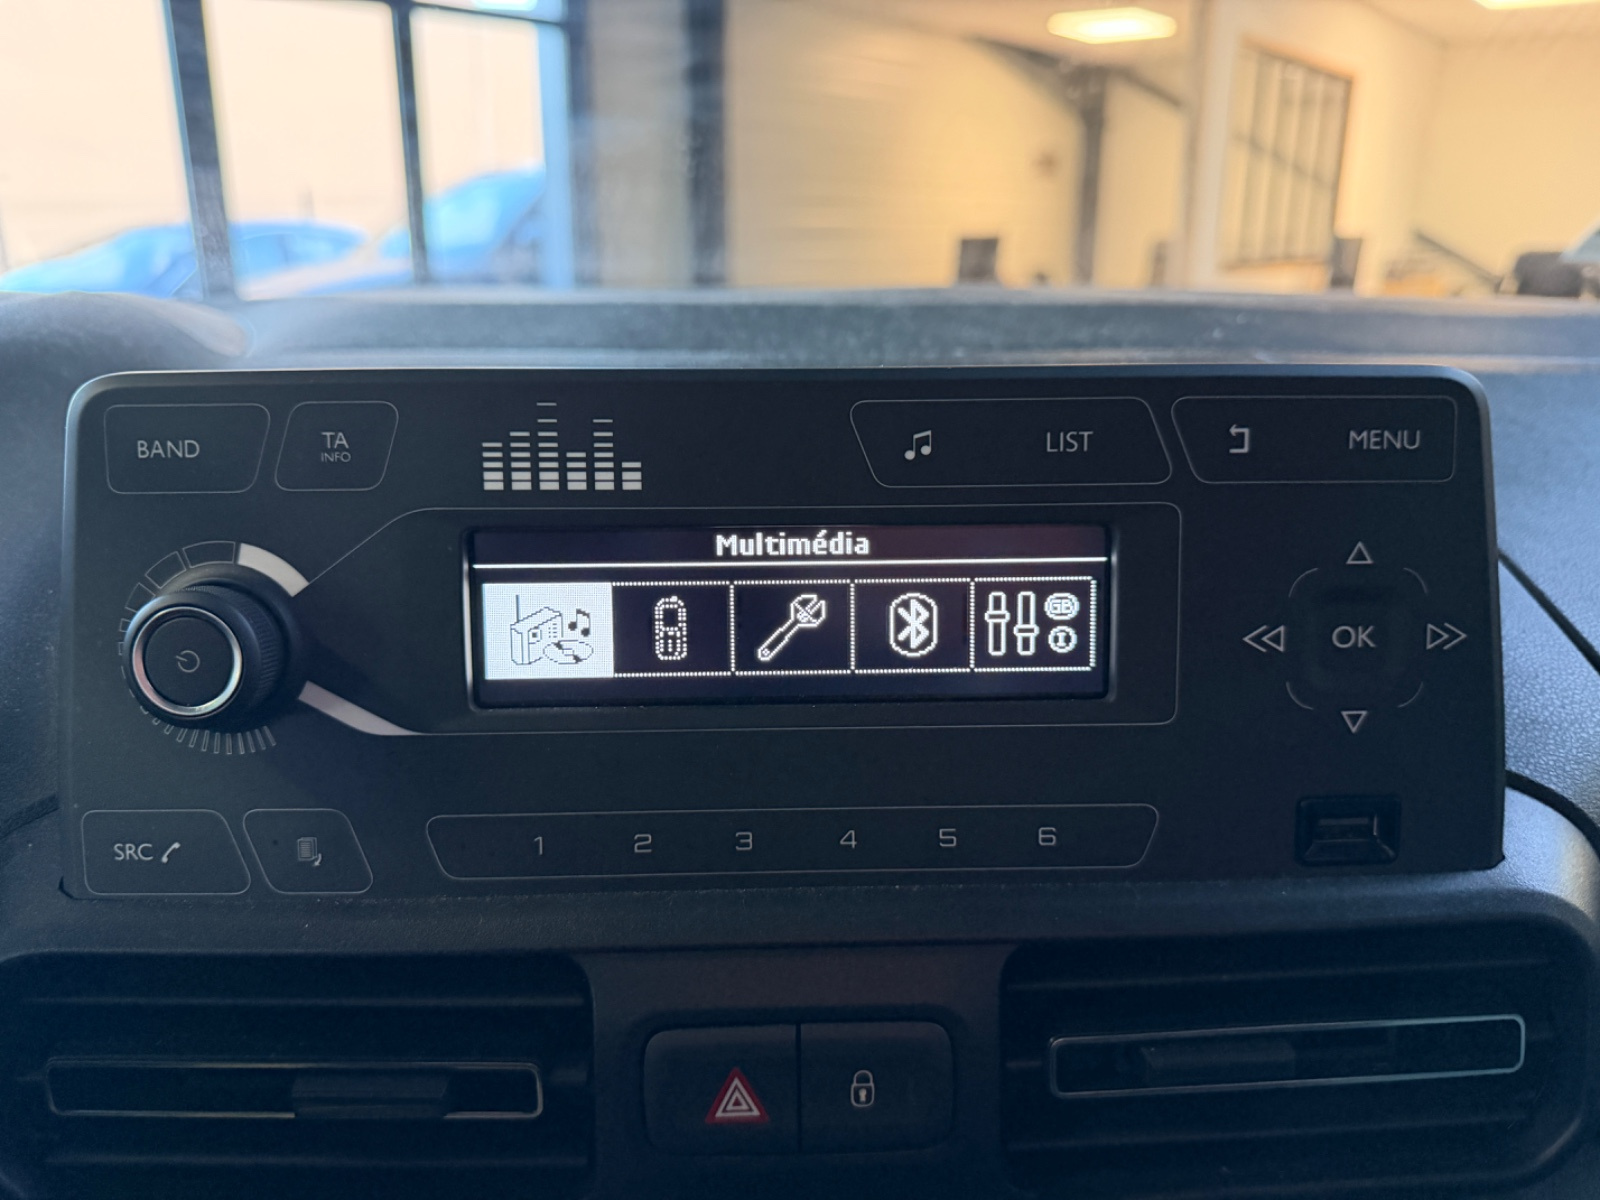 BAND
TA
INFO
LIST
MENU
Multimédia
GB
I
OK
SRC
1 2 3 4 5 6